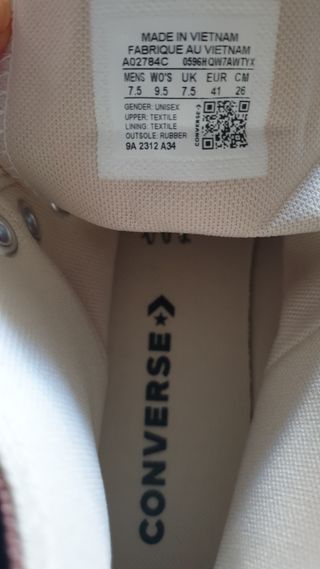 MADE IN VIETNAM
FABRIQUE AU VIETNAM
A02784C 0596HQW7AWTYX
MENS WO'S UK EUR CM
7.5 9.5 7.5 41 26
GENDER: UNISEX
UPPER: TEXTILE
LINING: TEXTILE
OUTSOLE: RUBBER
9A 2312 A34
CONVERSE
CONVERSE